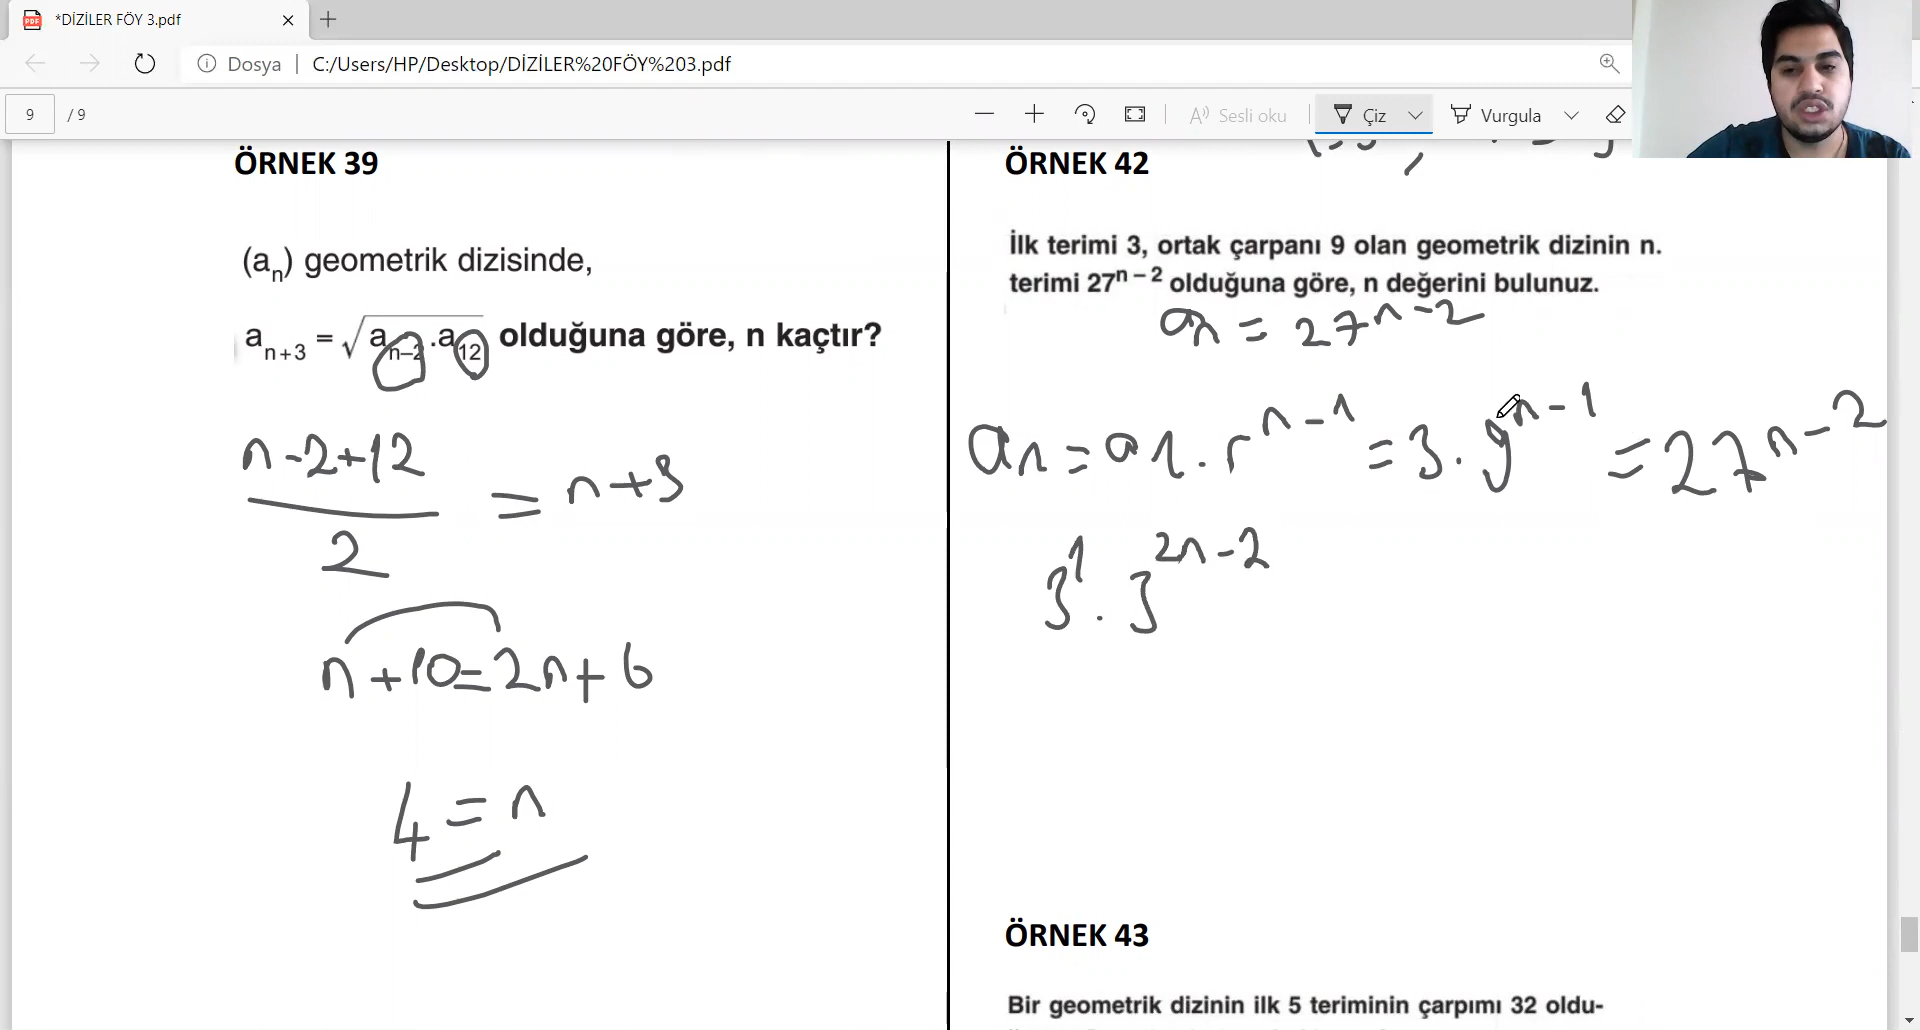 *DİZİLER FÖY 3.pdf
Dosya | C:/Users/HP/Desktop/DİZİLER%20FÖY%203.pdf
9 / 9
Sesli oku
Çiz
Vurgula
ÖRNEK 39
(aₙ) geometrik dizisinde,
aₙ₊₃ = √(aₙ₋₂ . a₁₂) olduğuna göre, n kaçtır?
(n-2+12)/2 = n+3
n+10=2n+6
4=n
ÖRNEK 42
İlk terimi 3, ortak çarpanı 9 olan geometrik dizinin n.
terimi 27ⁿ⁻² olduğuna göre, n değerini bulunuz.
an = 27ⁿ⁻²
an = a1 . rⁿ⁻¹ = 3 . 9ⁿ⁻¹ = 27ⁿ⁻²
3¹ . 3²ⁿ⁻²
ÖRNEK 43
Bir geometrik dizinin ilk 5 teriminin çarpımı 32 oldu-